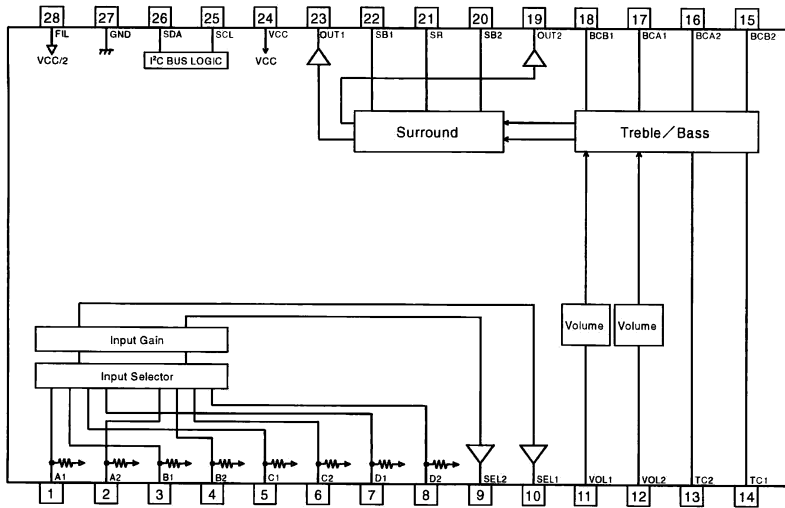 28 27 26 25 24 23 22 21 20 19 18 17 16 15
FIL GND SDA SCL VCC OUT1 SB1 SR SB2 OUT2 BCB1 BCA1 BCA2 BCB2
VCC/2 I²C BUS LOGIC VCC
Surround Treble/Bass
Volume Volume
Input Gain
Input Selector
A1 A2 B1 B2 C1 C2 D1 D2 SEL2 SEL1 VOL1 VOL2 TC2 TC1
1 2 3 4 5 6 7 8 9 10 11 12 13 14